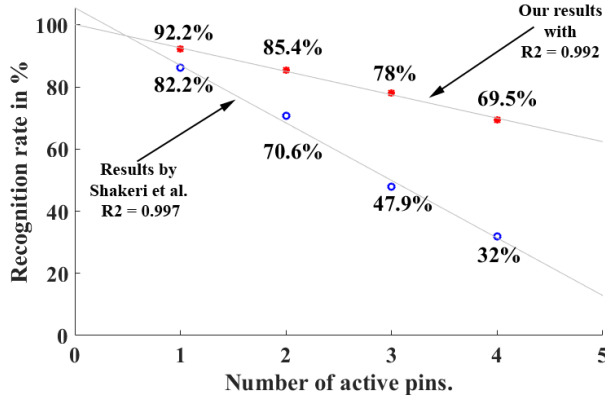 Recognition rate in %
100
80
60
40
20
0
92.2%
85.4%
78%
69.5%
82.2%
70.6%
47.9%
32%
Our results
with
R2 = 0.992
Results by
Shakeri et al.
R2 = 0.997
0 1 2 3 4 5
Number of active pins.